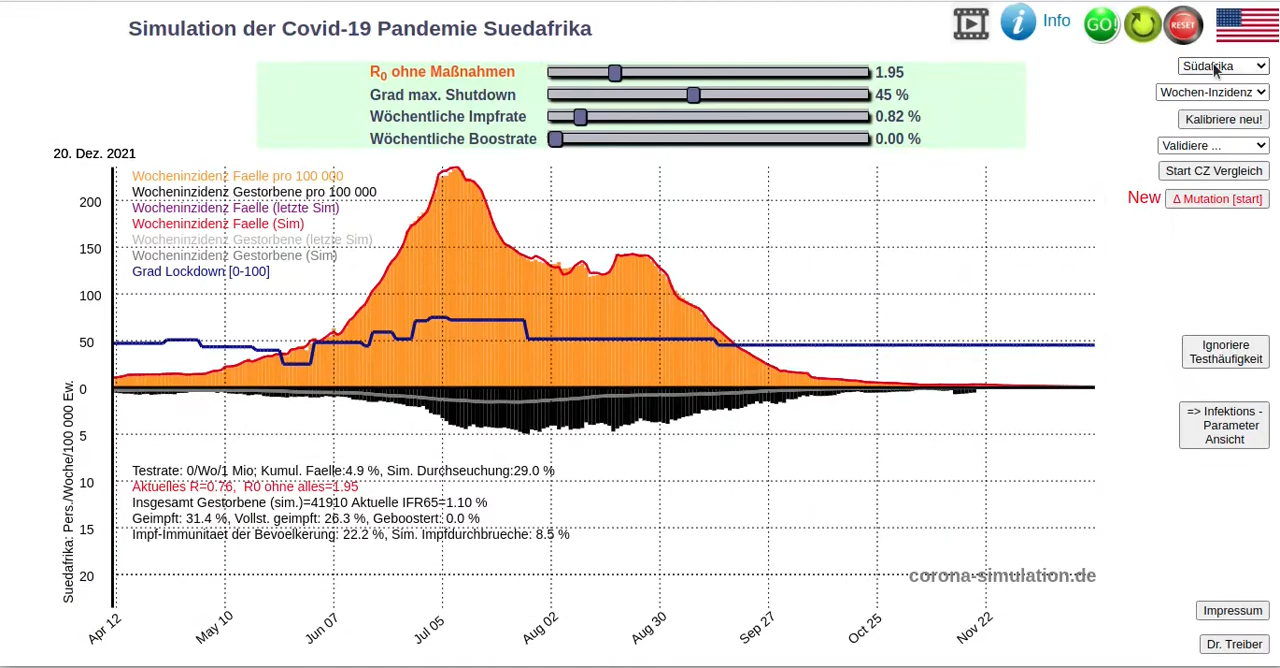 Simulation der Covid-19 Pandemie Suedafrika
Info
GO!
RESET
R0 ohne Maßnahmen 1.95
Grad max. Shutdown 45 %
Wöchentliche Impfrate 0.82 %
Wöchentliche Boostrate 0.00 %
Südafrika
Wochen-Inzidenz
Kalibriere neu!
Validiere ...
Start CZ Vergleich
New Δ Mutation [start]
Ignoriere
Testhäufigkeit
=> Infektions -
Parameter
Ansicht
Impressum
Dr. Treiber
20. Dez. 2021
Wocheninzidenz Faelle pro 100 000
Wocheninzidenz Gestorbene pro 100 000
Wocheninzidenz Faelle (letzte Sim)
Wocheninzidenz Faelle (Sim)
Wocheninzidenz Gestorbene (letzte Sim)
Wocheninzidenz Gestorbene (Sim)
Grad Lockdown [0-100]
200
150
100
50
0
5
10
15
20
Suedafrika: Pers./Woche/100 000 Ew.
Testrate: 0/Wo/1 Mio; Kumul. Faelle:4.9 %, Sim. Durchseuchung:29.0 %
Aktuelles R=0.76, R0 ohne alles=1.95
Insgesamt Gestorbene (sim.)=41910 Aktuelle IFR65=1.10 %
Geimpft: 31.4 %, Vollst. geimpft: 26.3 %, Geboostert: 0.0 %
Impf-Immunitaet der Bevoelkerung: 22.2 %, Sim. Impfdurchbrueche: 8.5 %
corona-simulation.de
Apr 12
May 10
Jun 07
Jul 05
Aug 02
Aug 30
Sep 27
Oct 25
Nov 22